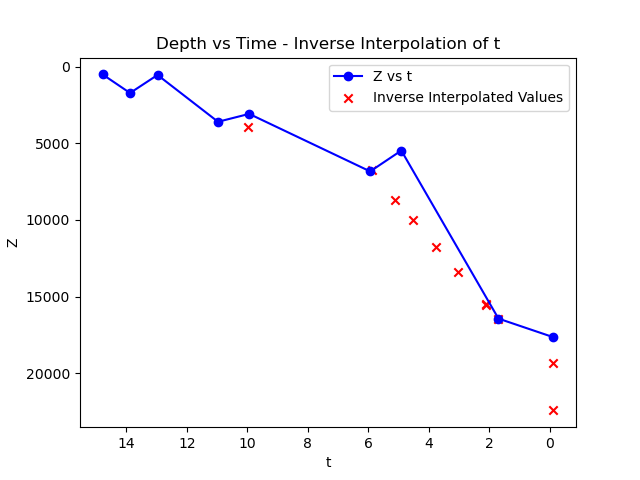 Depth vs Time - Inverse Interpolation of t
Z vs t
Inverse Interpolated Values
0
5000
10000
15000
20000
Z
14 12 10 8 6 4 2 0
t